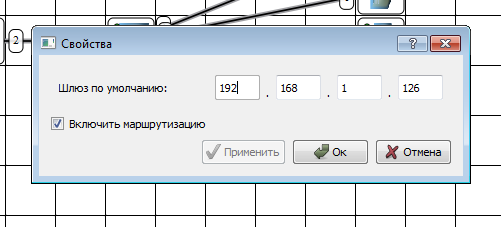 2
Свойства
Шлюз по умолчанию: 192 . 168 . 1 . 126
Включить маршрутизацию
Применить Ок Отмена